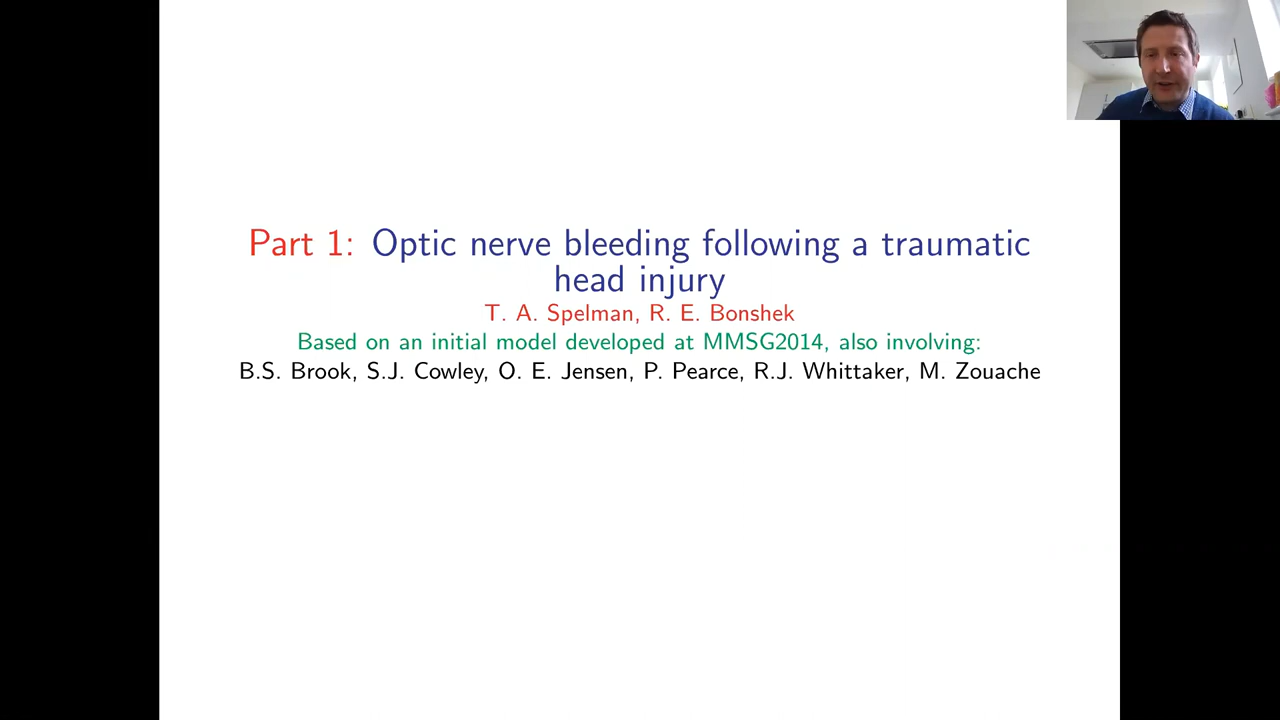 Part 1: Optic nerve bleeding following a traumatic
head injury
T. A. Spelman, R. E. Bonshek
Based on an initial model developed at MMSG2014, also involving:
B.S. Brook, S.J. Cowley, O. E. Jensen, P. Pearce, R.J. Whittaker, M. Zouache